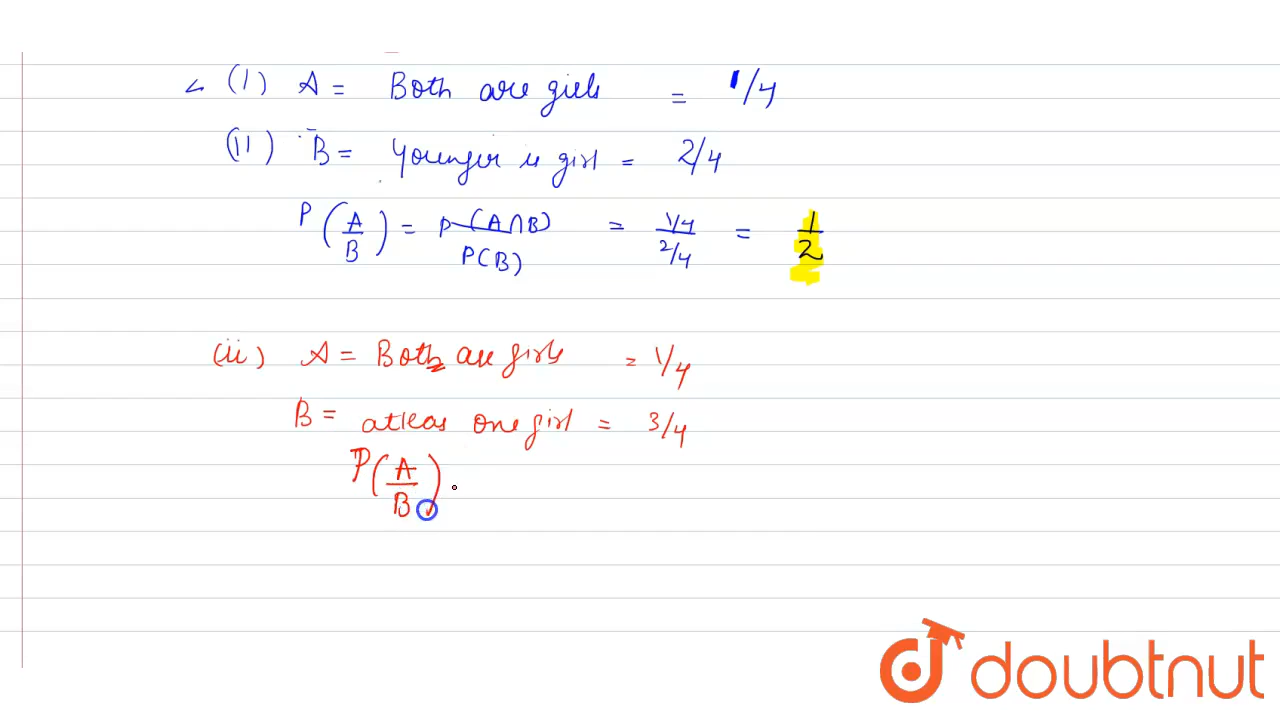 (I) A = Both are girls = 1/4
(II) B = Younger is girl = 2/4
P(A/B) = P(A∩B)/P(B) = (1/4)/(2/4) = 1/2
(ii) A = Both are girls = 1/4
B = atleas one girl = 3/4
P(A/B)
doubtnut